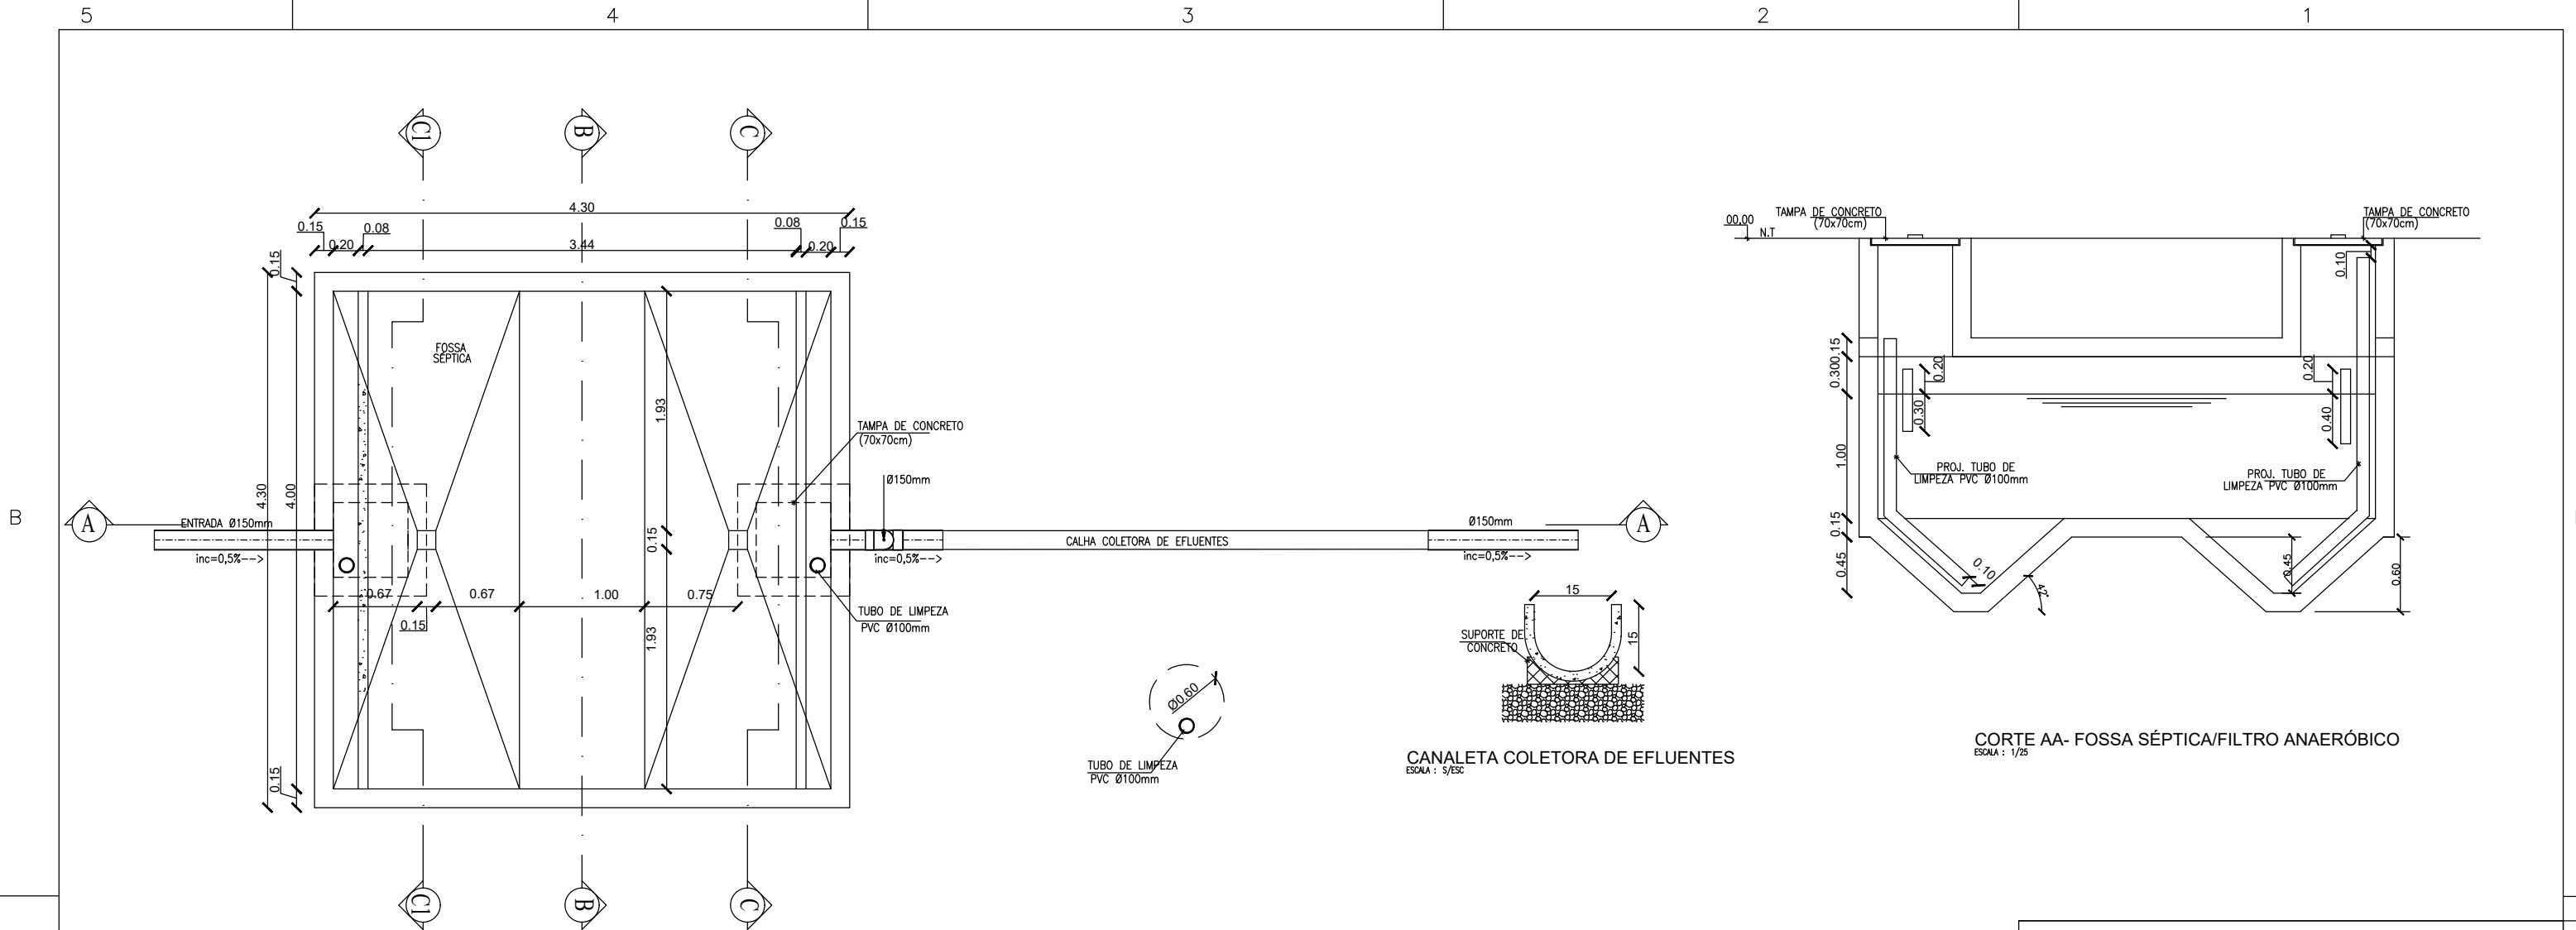 5
4
3
2
1
B
C1
B
C
4.30
0.15
0.08
0.08
0.15
0.20
3.44
0.20
0.15
FOSSA
SÉPTICA
1.93
4.30
4.00
TAMPA DE CONCRETO
(70x70cm)
Ø150mm
A
ENTRADA Ø150mm
inc=0,5%-->
0.15
inc=0,5%-->
CALHA COLETORA DE EFLUENTES
Ø150mm
inc=0,5%-->
A
0.67
0.67
1.00
0.75
0.15
1.93
TUBO DE LIMPEZA
PVC Ø100mm
0.15
C1
B
C
Ø0.60
TUBO DE LIMPEZA
PVC Ø100mm
15
15
SUPORTE DE
CONCRETO
CANALETA COLETORA DE EFLUENTES
ESCALA : S/ESC
00,00
N.T
TAMPA DE CONCRETO
(70x70cm)
TAMPA DE CONCRETO
(70x70cm)
0.10
0.15
0.30
0.20
0.20
0.30
0.40
1.00
PROJ. TUBO DE
LIMPEZA PVC Ø100mm
PROJ. TUBO DE
LIMPEZA PVC Ø100mm
0.15
0.45
0.10
42°
0.45
0.60
CORTE AA- FOSSA SÉPTICA/FILTRO ANAERÓBICO
ESCALA : 1/25